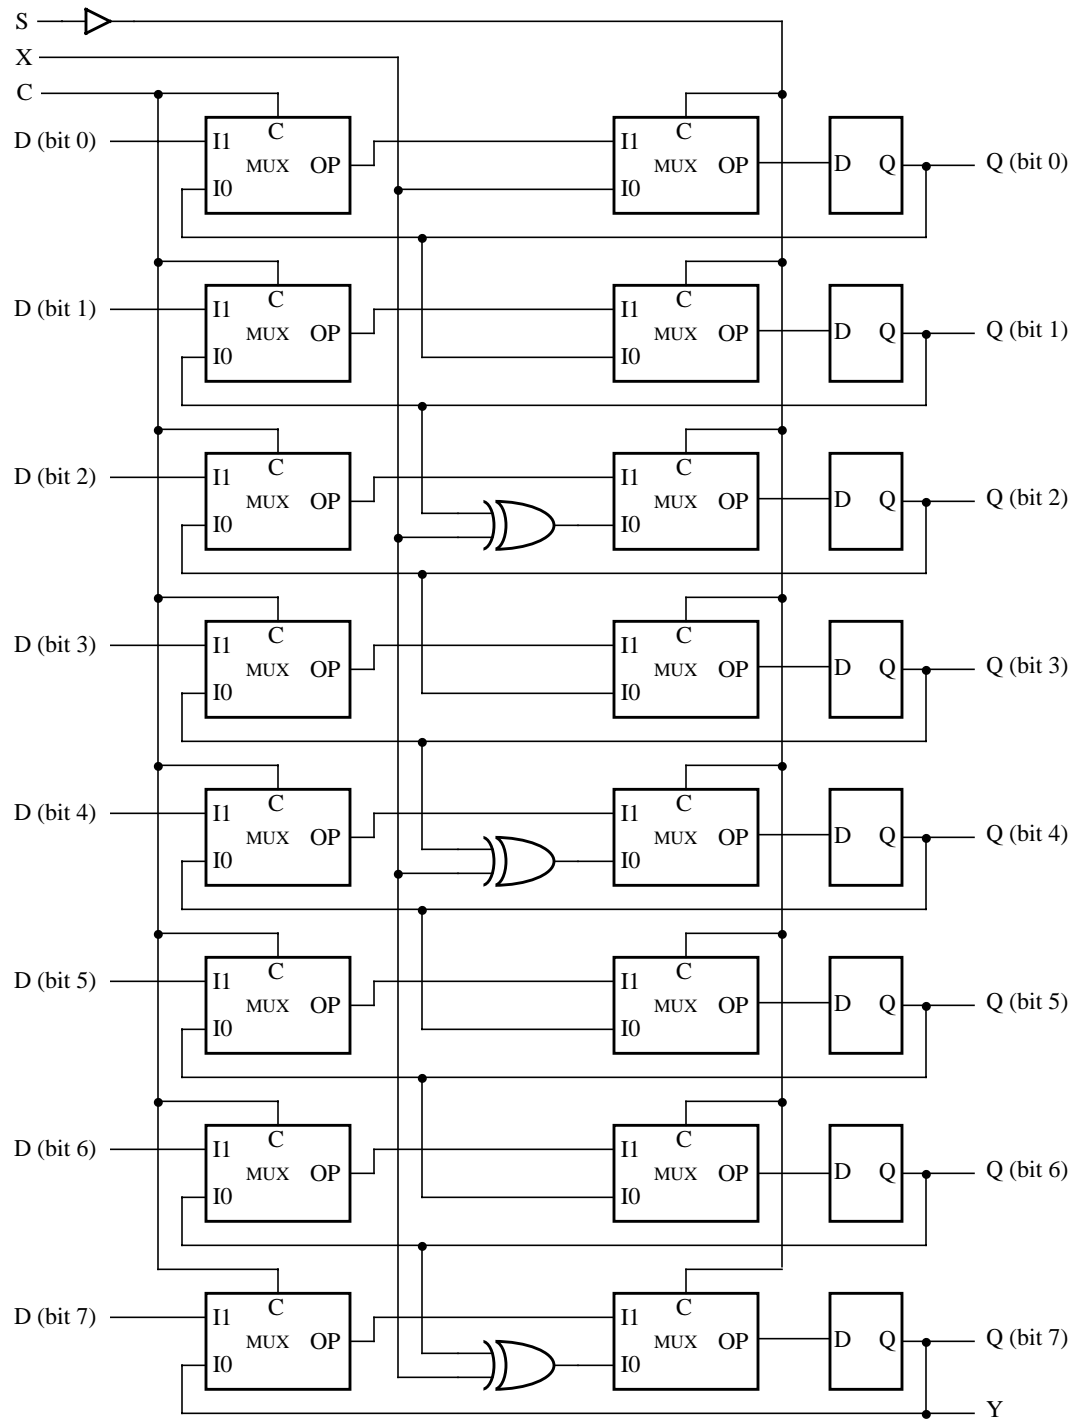 S
X
C
D (bit 0) I1 C MUX OP I0 I1 C MUX OP I0 D Q Q (bit 0)
D (bit 1) I1 C MUX OP I0 I1 C MUX OP I0 D Q Q (bit 1)
D (bit 2) I1 C MUX OP I0 I1 C MUX OP I0 D Q Q (bit 2)
D (bit 3) I1 C MUX OP I0 I1 C MUX OP I0 D Q Q (bit 3)
D (bit 4) I1 C MUX OP I0 I1 C MUX OP I0 D Q Q (bit 4)
D (bit 5) I1 C MUX OP I0 I1 C MUX OP I0 D Q Q (bit 5)
D (bit 6) I1 C MUX OP I0 I1 C MUX OP I0 D Q Q (bit 6)
D (bit 7) I1 C MUX OP I0 I1 C MUX OP I0 D Q Q (bit 7)
Y